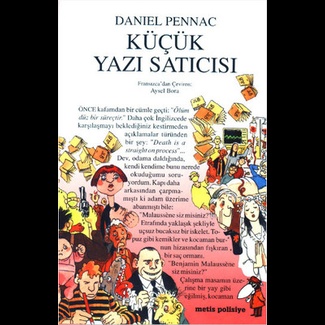 DANIEL PENNAC
KÜÇÜK
YAZI SATICISI
Fransızca'dan Çeviren:
Aysel Bora
ÖNCE kafamdan bir cümle geçti: "Ölüm
düz bir süreçtir." Daha çok İngilizcede
karşılaşmayı beklediğiniz kestirmeden
açıklamalar türünden
bir şey: "Death is a
straight on process"...
Dev, odama daldığında,
kendi kendime bunu nerede
okuduğumu soru-
yordum. Kapı daha
arkasından çarpma-
mıştı ki adam üzerime
abanmıştı bile:
"Malaussène siz misiniz?"
Etrafında yaklaşık şekliyle
uçsuz bucaksız bir iskelet. To-
puz gibi kemikler ve kocaman bur-
nun hizasından fışkıran
bir saç ormanı.
"Benjamin Malaussène
siz misiniz?"
Çalışma masamın üze-
rine bir yay gibi
eğilmiş, kocaman
metis polisiye